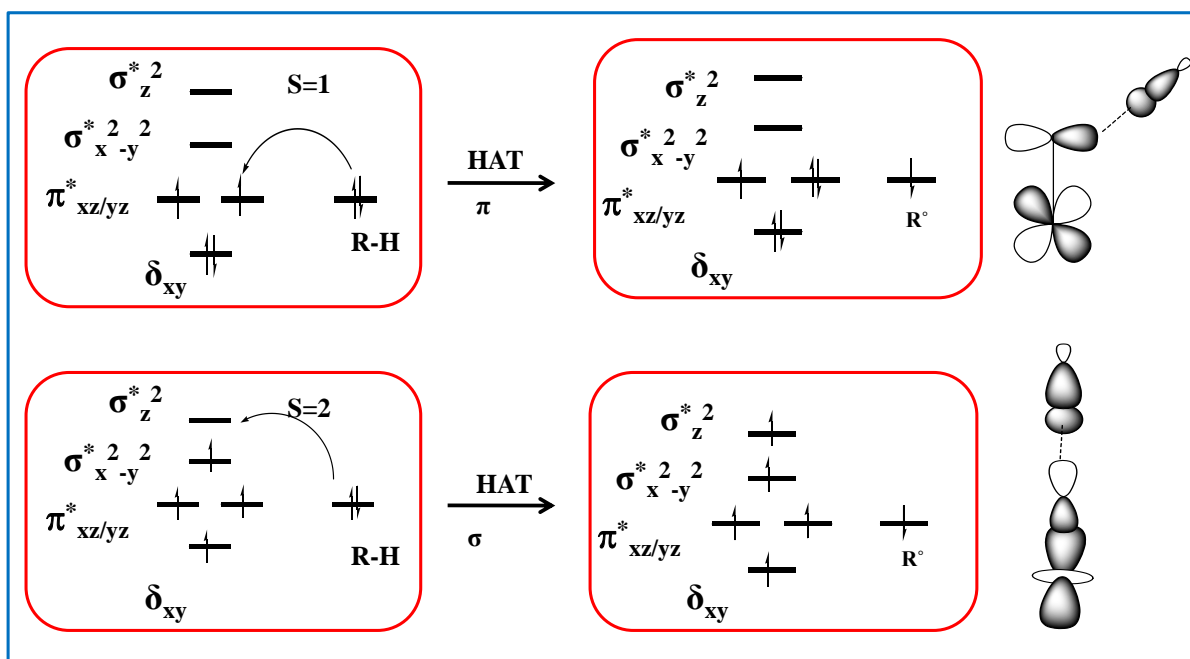 σ*z2 S=1
σ*x2-y2
π*xz/yz
R-H
δxy
HAT
π
σ*z2
σ*x2-y2
π*xz/yz
R°
δxy
σ*z2 S=2
σ*x2-y2
π*xz/yz
R-H
δxy
HAT
σ
σ*z2
σ*x2-y2
π*xz/yz
R°
δxy